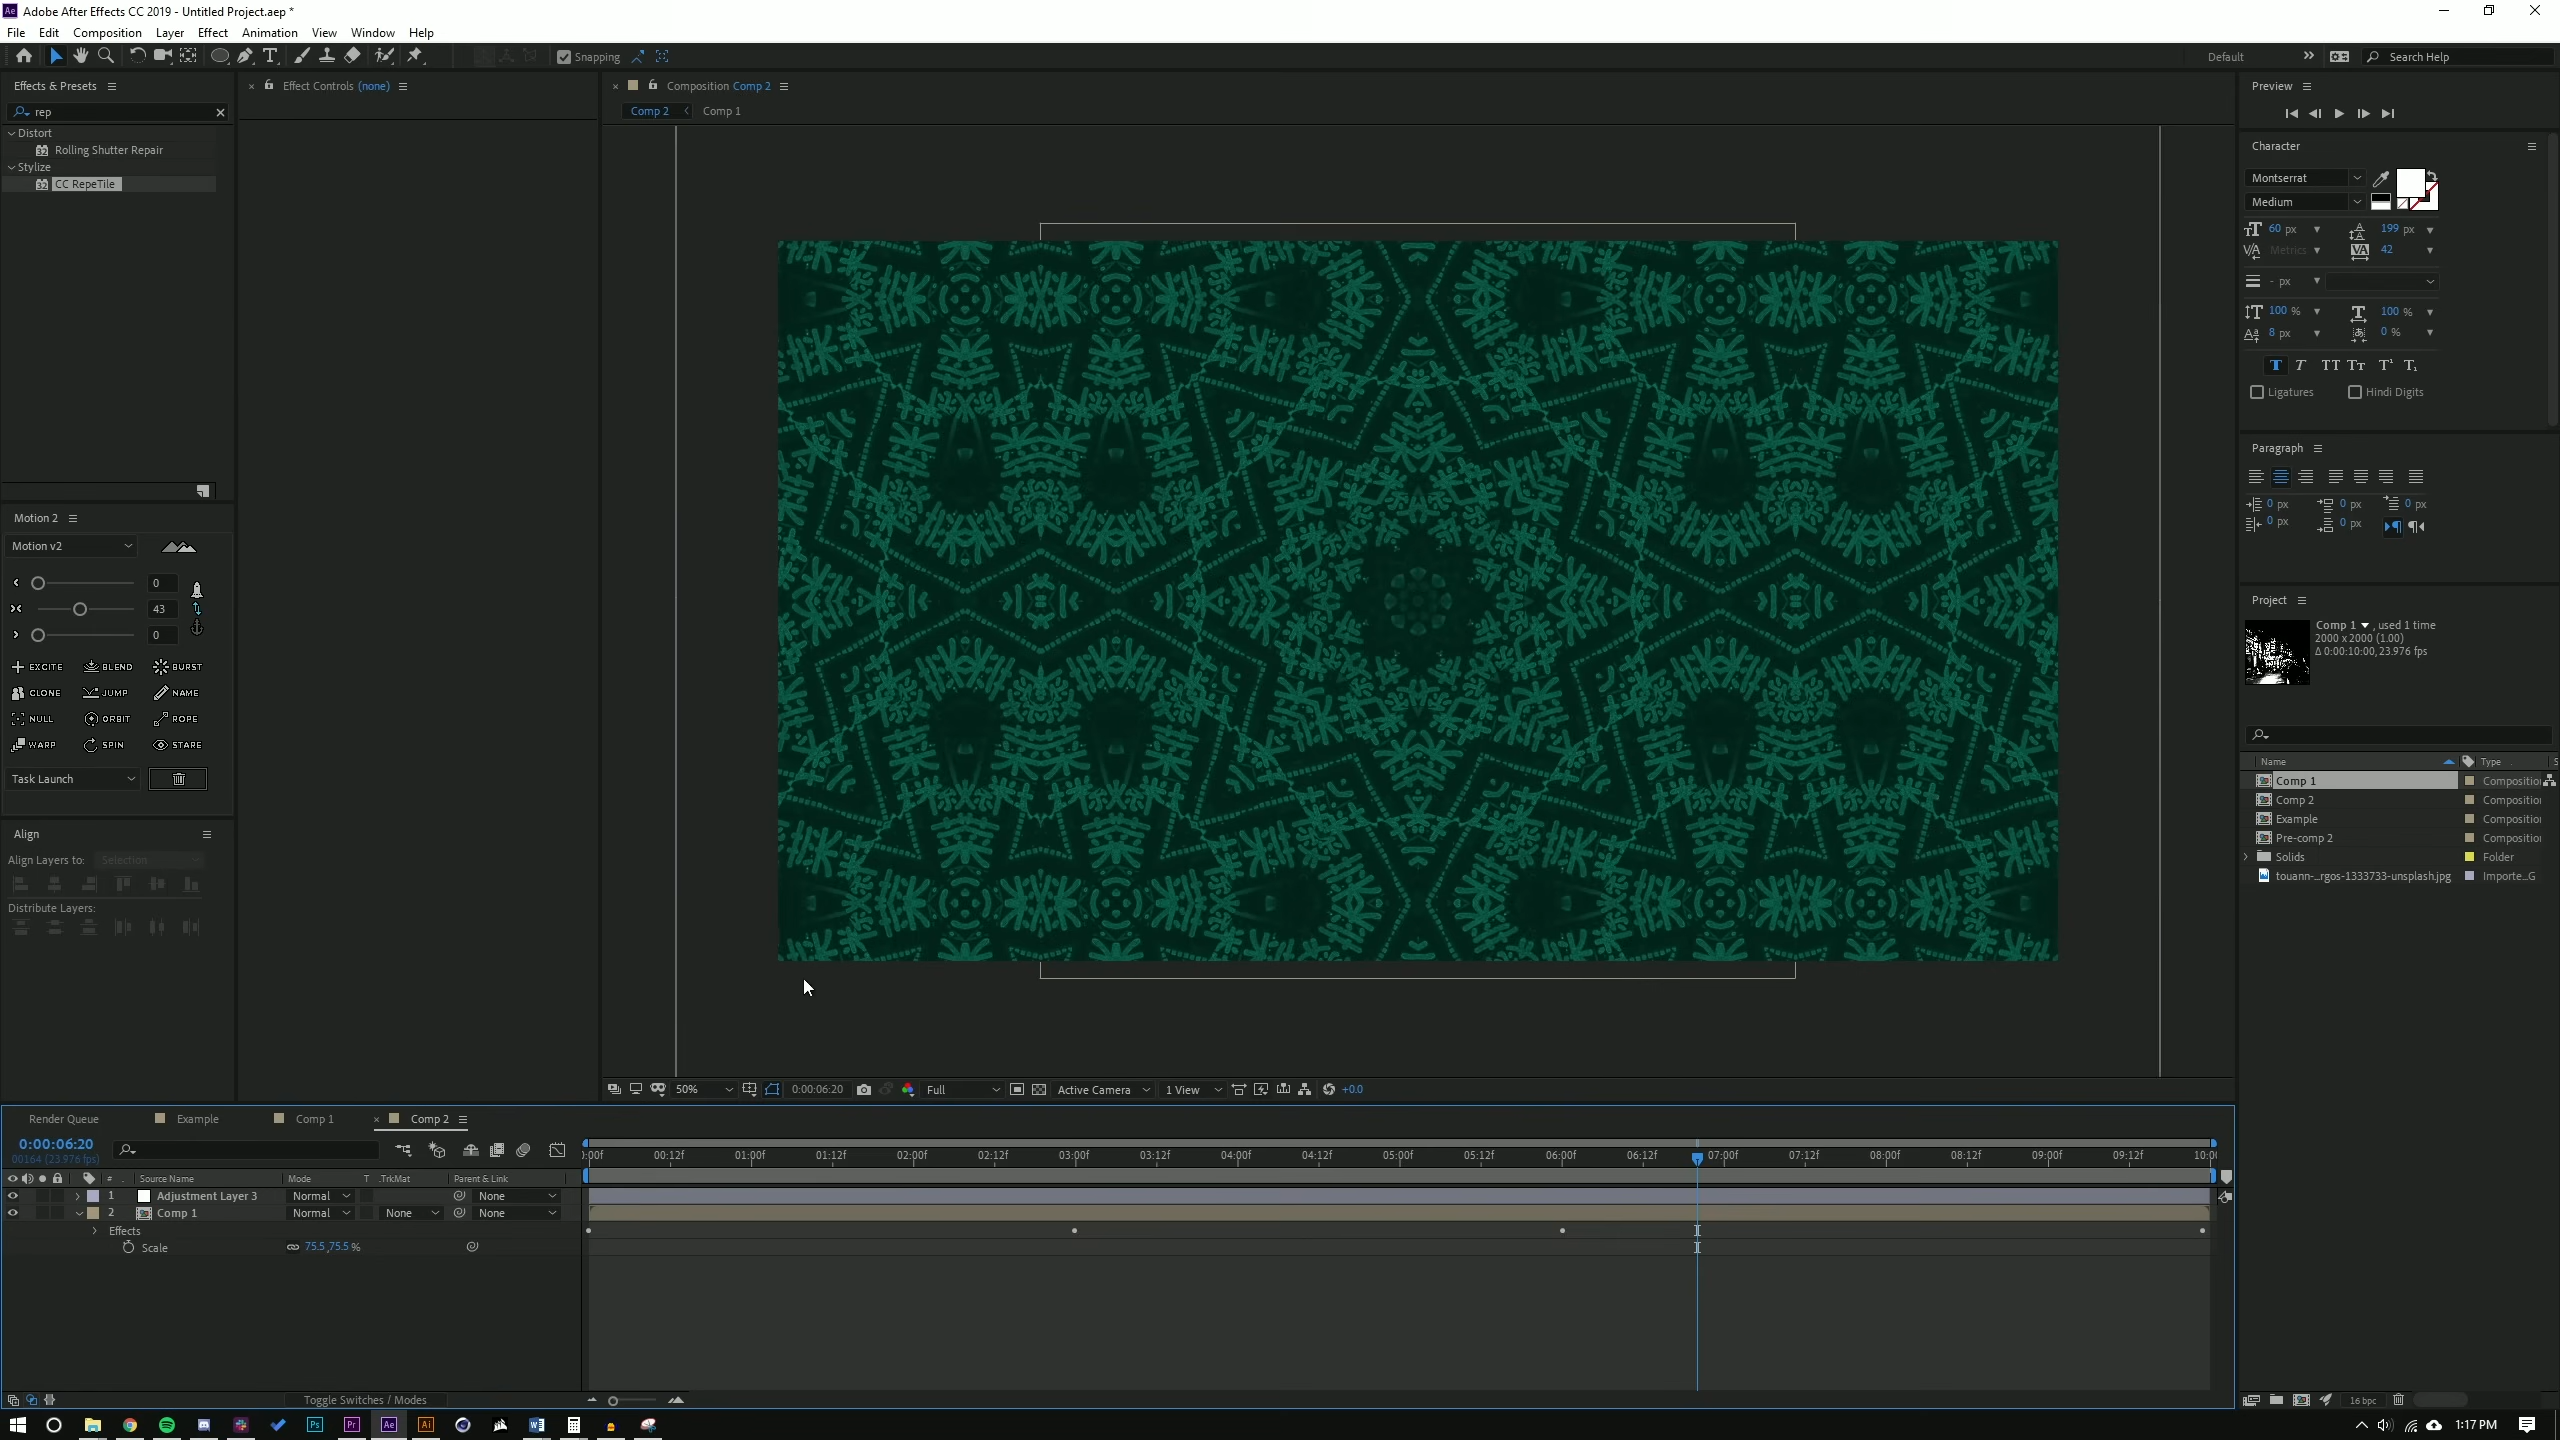 Adobe After Effects CC 2019 - Untitled Project.aep *
File Edit Composition Layer Effect Animation View Window Help
Snapping
Default
Search Help
Effects & Presets
rep
Distort
Rolling Shutter Repair
Stylize
CC RepeTile
Effect Controls (none)
Composition Comp 2
Comp 2 Comp 1
Preview
Character
Montserrat
Medium
60 px 199 px
Metrics 42
- px
100 % 100 %
8 px 0 %
Ligatures Hindi Digits
Paragraph
0 px 0 px 0 px
0 px 0 px
Project
Comp 1 , used 1 time
2000 x 2000 (1.00)
Δ 0:00:10:00, 23.976 fps
Name Type
Comp 1 Compositio
Comp 2 Compositio
Example Compositio
Pre-comp 2 Compositio
Solids Folder
touann-...rgos-1333733-unsplash.jpg Importe...G
16 bpc
Motion 2
Motion v2
0
43
0
EXCITE BLEND BURST
CLONE JUMP NAME
NULL ORBIT ROPE
WARP SPIN STARE
Task Launch
Align
Align Layers to: Selection
Distribute Layers:
50% 0:00:06:20 Full Active Camera 1 View +0.0
Render Queue Example Comp 1 Comp 2
0:00:06:20
00164 (23.976 fps)
):00f 00:12f 01:00f 01:12f 02:00f 02:12f 03:00f 03:12f 04:00f 04:12f 05:00f 05:12f 06:00f 06:12f 07:00f 07:12f 08:00f 08:12f 09:00f 09:12f 10:0
# Source Name Mode T .TrkMat Parent & Link
1 Adjustment Layer 3 Normal None
2 Comp 1 Normal None None
Effects
Scale 75.5,75.5 %
Toggle Switches / Modes
1:17 PM